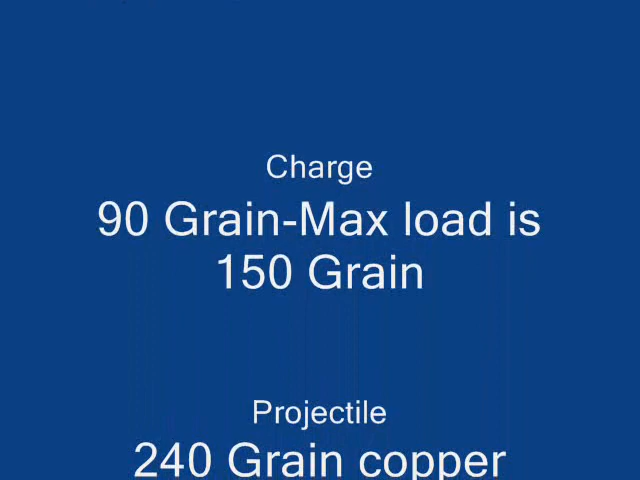 Charge
90 Grain-Max load is
150 Grain
Projectile
240 Grain copper